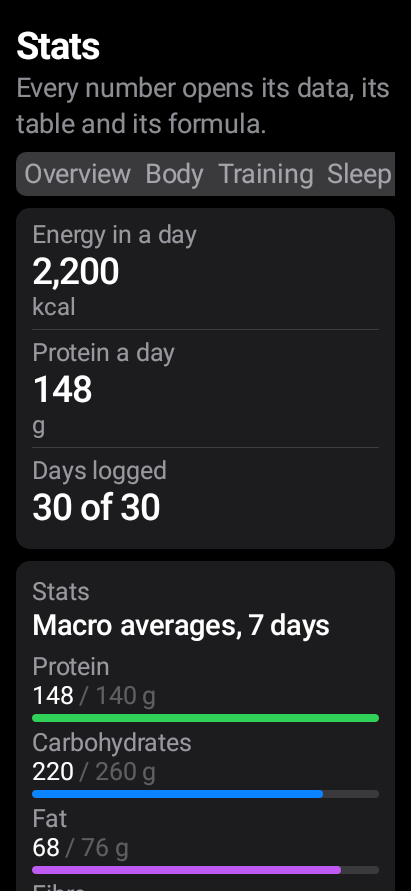 Stats
Every number opens its data, its
table and its formula.
Overview Body Training Sleep
Energy in a day
2,200
kcal
Protein a day
148
g
Days logged
30 of 30
Stats
Macro averages, 7 days
Protein
148 / 140 g
Carbohydrates
220 / 260 g
Fat
68 / 76 g
Fibre